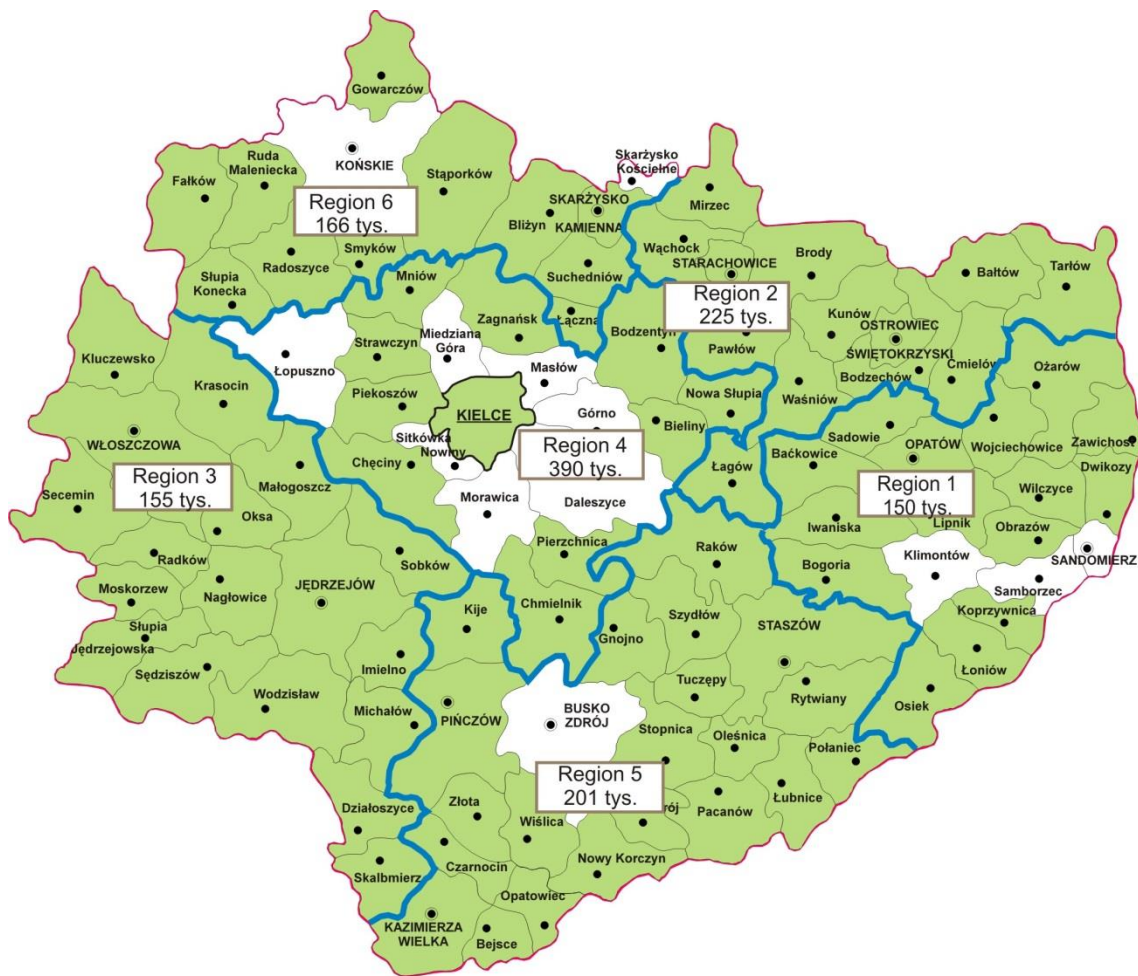 Gowarczów
KOŃSKIE
Ruda
Maleniecka
Fałków
Stąporków
Region 6
166 tys.
Radoszyce
Smyków
Słupia
Konecka
Skarżysko
Kościelne
SKARŻYSKO
KAMIENNA
Bliżyn
Suchedniów
Łączna
Mirzec
Wąchock
STARACHOWICE
Brody
Region 2
225 tys.
Bodzentyn
Pawłów
Kunów
OSTROWIEC
ŚWIĘTOKRZYSKI
Bodzechów
Bałtów
Tarłów
Ćmielów
Waśniów
Nowa Słupia
Mniów
Zagnańsk
Miedziana
Góra
Strawczyn
Łopuszno
Masłów
Piekoszów
KIELCE
Górno
Bieliny
Sitkówka
Nowiny
Region 4
390 tys.
Chęciny
Morawica
Daleszyce
Łagów
Pierzchnica
Chmielnik
Raków
Kluczewsko
Krasocin
WŁOSZCZOWA
Region 3
155 tys.
Małogoszcz
Secemin
Oksa
Radków
Moskorzew
Nagłowice
JĘDRZEJÓW
Sobków
Słupia
Jędrzejowska
Sędziszów
Imielno
Wodzisław
Michałów
Działoszyce
Skalbmierz
Ożarów
Sadowie
OPATÓW
Wojciechowice
Zawichost
Baćkowice
Dwikozy
Region 1
150 tys.
Wilczyce
Iwaniska
Lipnik
Obrazów
Klimontów
SANDOMIERZ
Samborzec
Bogoria
Koprzywnica
Łoniów
Osiek
Kije
Gnojno
Szydłów
STASZÓW
Tuczępy
Rytwiany
PIŃCZÓW
BUSKO
ZDRÓJ
Stopnica
Oleśnica
Połaniec
Region 5
201 tys.
Łubnice
Pacanów
rój
Złota
Wiślica
Czarnocin
Nowy Korczyn
Opatowiec
KAZIMIERZA
WIELKA
Bejsce